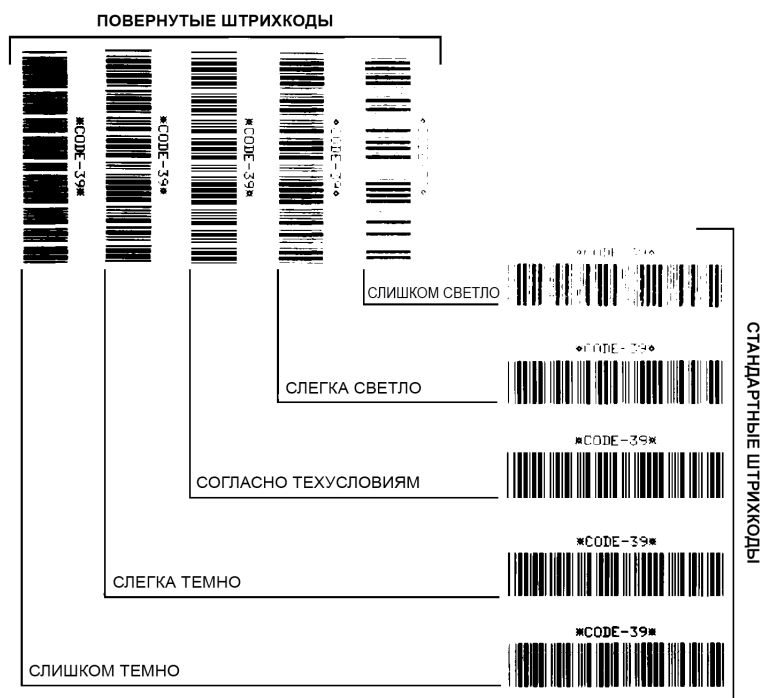 ПОВЕРНУТЫЕ ШТРИХКОДЫ
*CODE-39*
*CODE-39*
*CODE-39*
СЛИШКОМ СВЕТЛО
СЛЕГКА СВЕТЛО
*CODE-39*
СОГЛАСНО ТЕХУСЛОВИЯМ
*CODE-39*
СЛЕГКА ТЕМНО
*CODE-39*
СЛИШКОМ ТЕМНО
СТАНДАРТНЫЕ ШТРИХКОДЫ